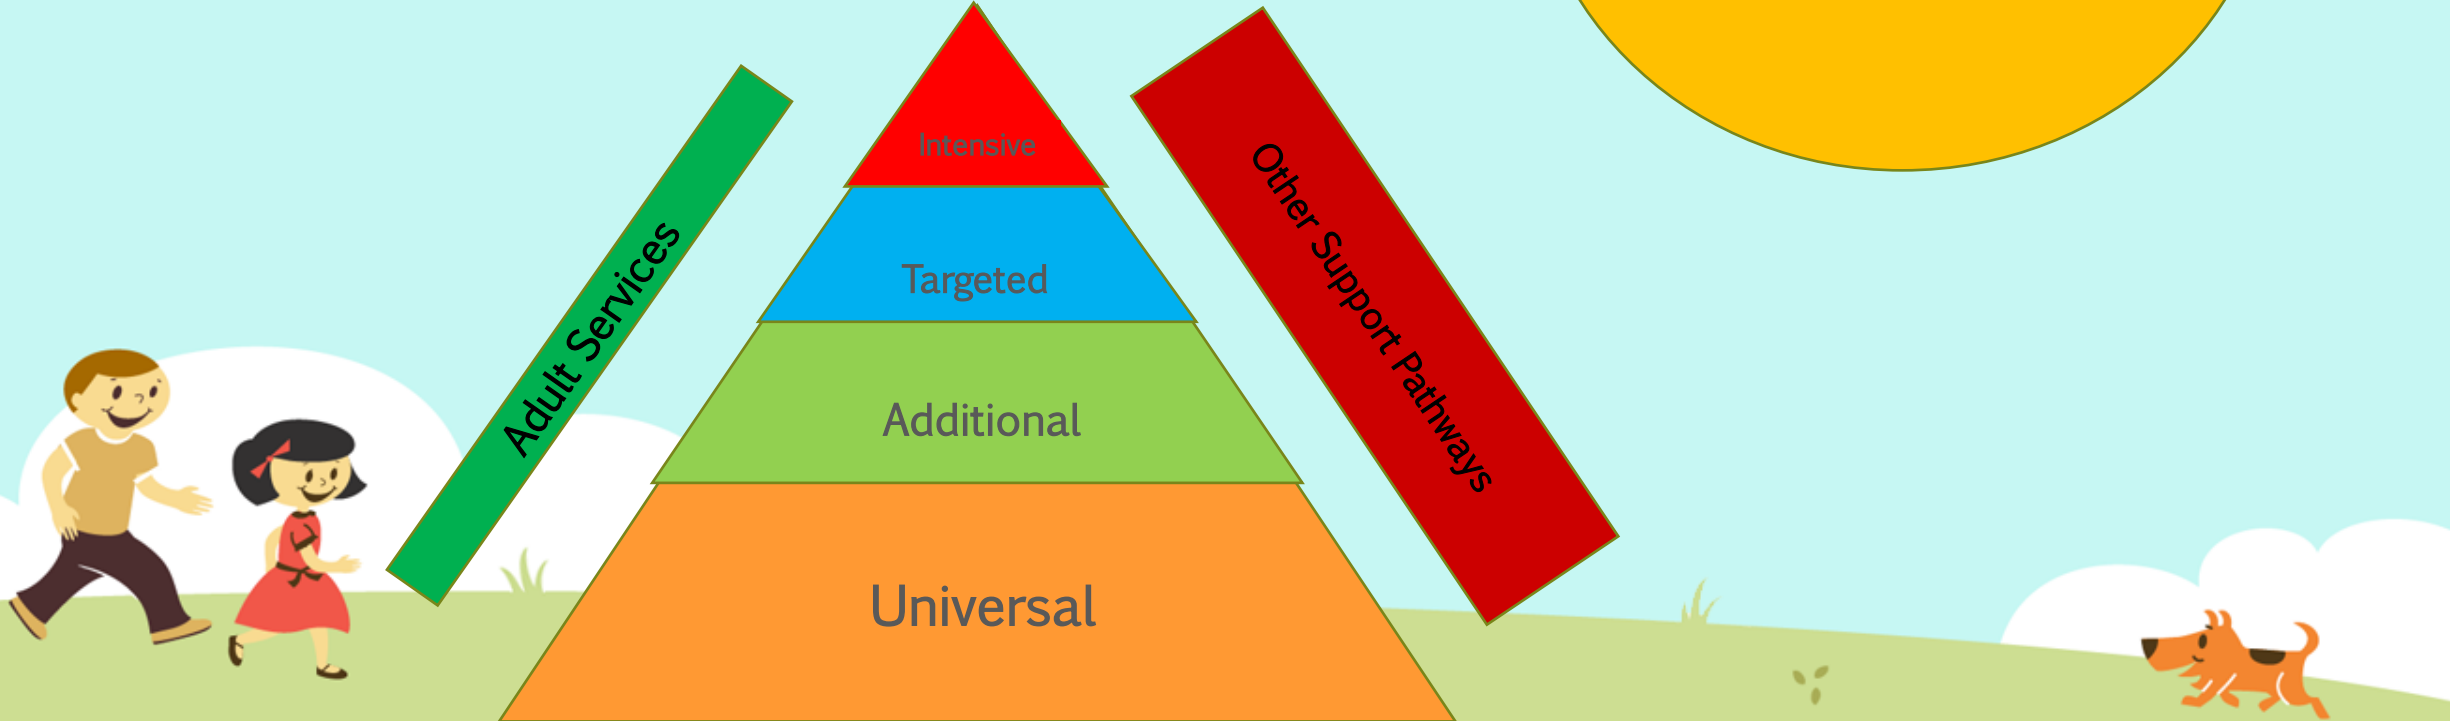 Intensive
Targeted
Additional
Universal
Adult Services
Other Support Pathways